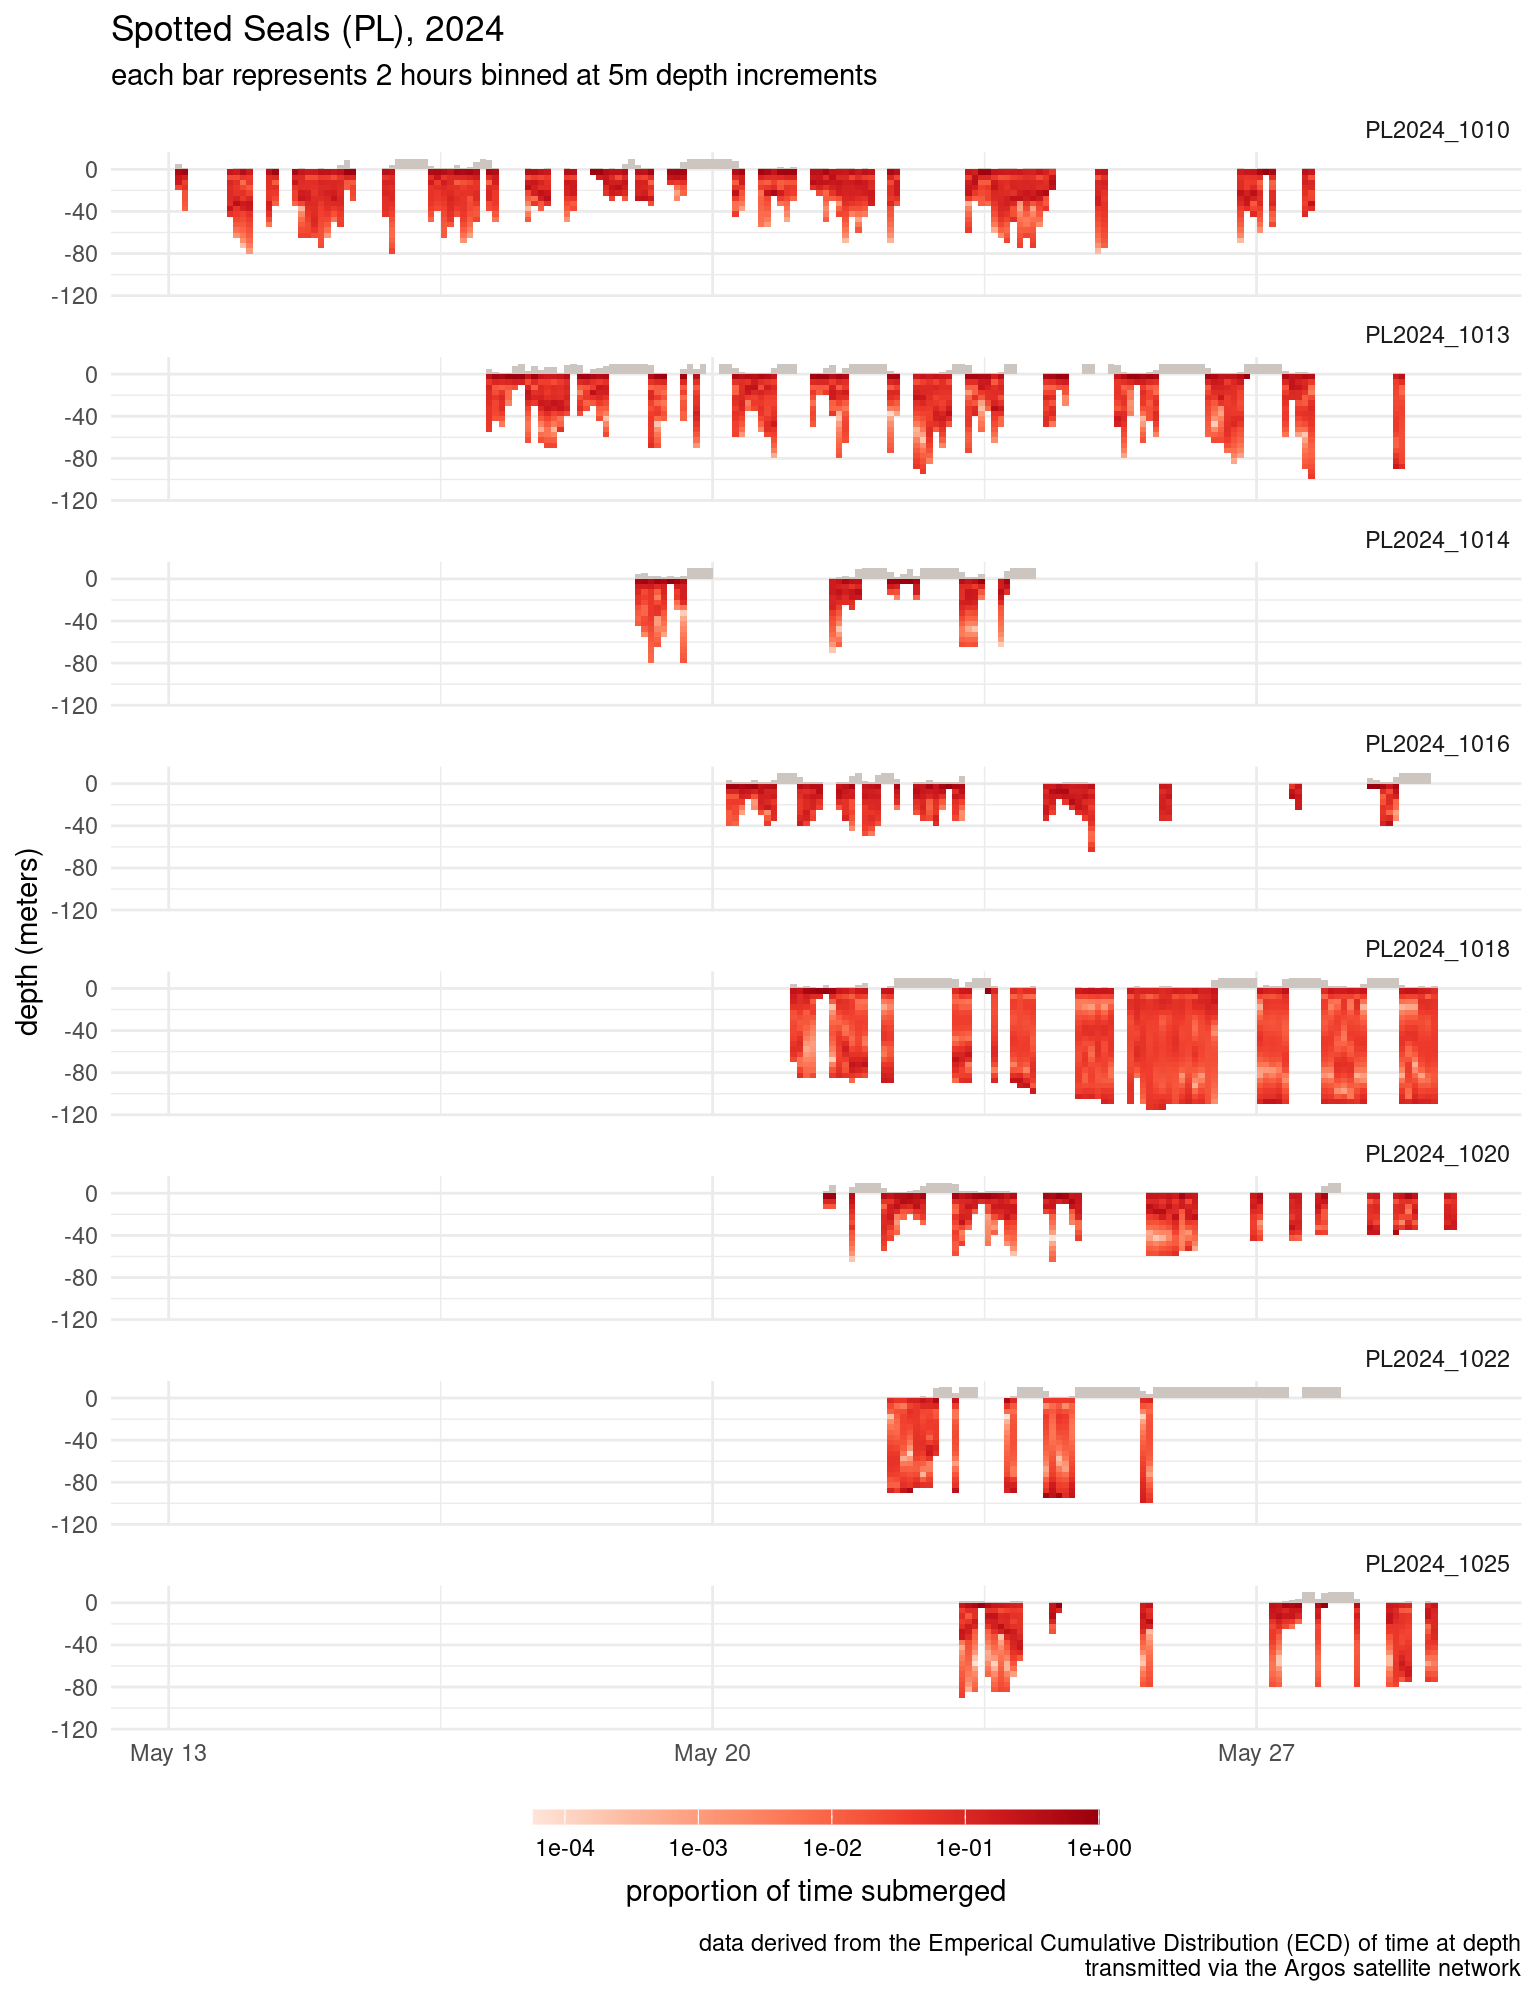 Spotted Seals (PL), 2024
each bar represents 2 hours binned at 5m depth increments
PL2024_1010
0
-40
-80
-120
PL2024_1013
0
-40
-80
-120
PL2024_1014
0
-40
-80
-120
PL2024_1016
0
-40
-80
-120
PL2024_1018
0
-40
-80
-120
PL2024_1020
0
-40
-80
-120
PL2024_1022
0
-40
-80
-120
PL2024_1025
0
-40
-80
-120
depth (meters)
May 13 May 20 May 27
1e-04 1e-03 1e-02 1e-01 1e+00
proportion of time submerged
data derived from the Emperical Cumulative Distribution (ECD) of time at depth
transmitted via the Argos satellite network